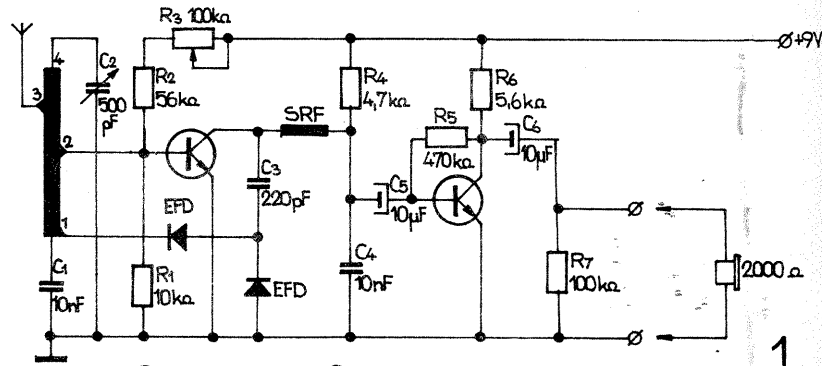 R3 100kΩ
+9V
4
C2
500
pF
3
R2
56kΩ
R4
4,7kΩ
R6
5,6kΩ
SRF
R5
470kΩ
C6
10µF
2
C3
220pF
C5
10µF
1
EFD
C1
10nF
R1
10kΩ
EFD
C4
10nF
R7
100kΩ
2000 Ω
1